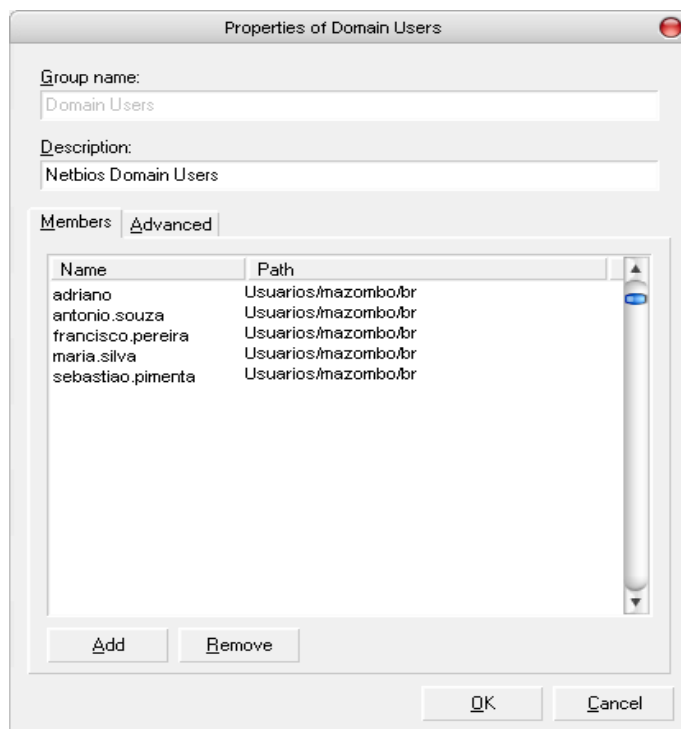 Properties of Domain Users
Group name:
Domain Users
Description:
Netbios Domain Users
Members Advanced
Name Path
adriano Usuarios/mazombo/br
antonio.souza Usuarios/mazombo/br
francisco.pereira Usuarios/mazombo/br
maria.silva Usuarios/mazombo/br
sebastiao.pimenta Usuarios/mazombo/br
Add Remove
OK Cancel